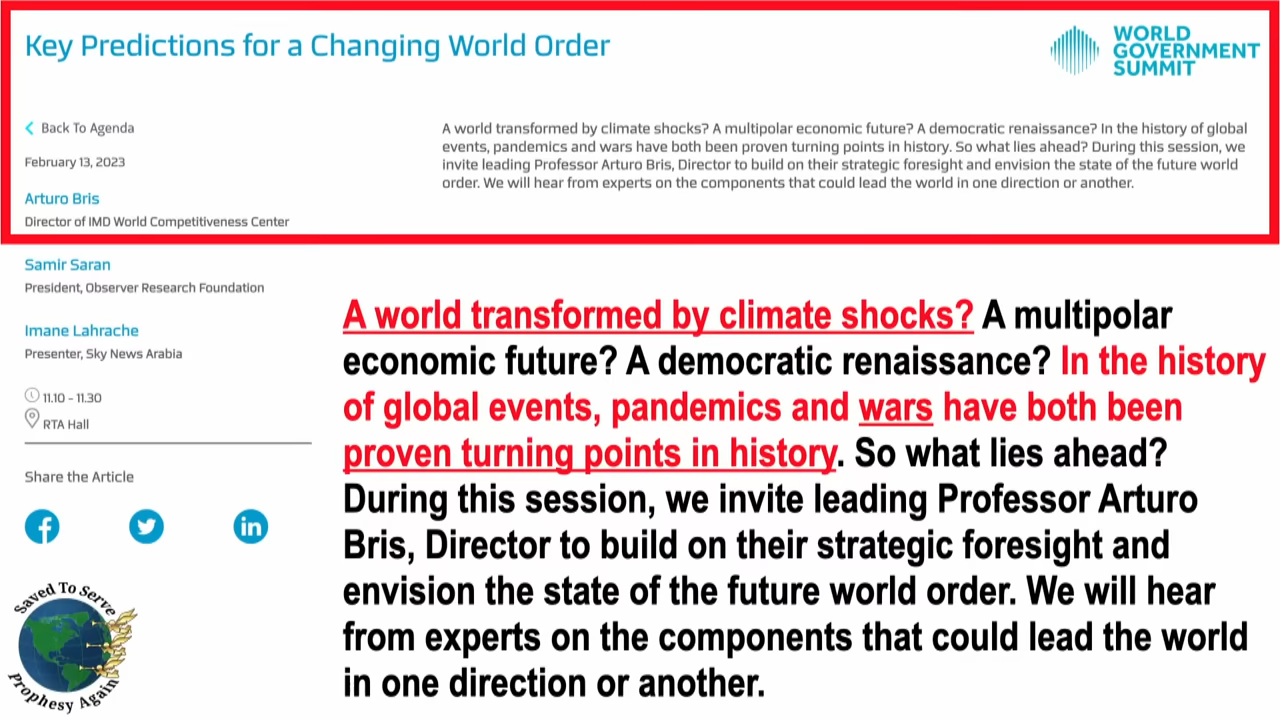 Key Predictions for a Changing World Order
WORLD
GOVERNMENT
SUMMIT
Back To Agenda
February 13, 2023
Arturo Bris
Director of IMD World Competitiveness Center
A world transformed by climate shocks? A multipolar economic future? A democratic renaissance? In the history of global
events, pandemics and wars have both been proven turning points in history. So what lies ahead? During this session, we
invite leading Professor Arturo Bris, Director to build on their strategic foresight and envision the state of the future world
order. We will hear from experts on the components that could lead the world in one direction or another.
Samir Saran
President, Observer Research Foundation
Imane Lahrache
Presenter, Sky News Arabia
11.10 - 11.30
RTA Hall
Share the Article
A world transformed by climate shocks? A multipolar
economic future? A democratic renaissance? In the history
of global events, pandemics and wars have both been
proven turning points in history. So what lies ahead?
During this session, we invite leading Professor Arturo
Bris, Director to build on their strategic foresight and
envision the state of the future world order. We will hear
from experts on the components that could lead the world
in one direction or another.
Saved To Serve
Prophesy Again